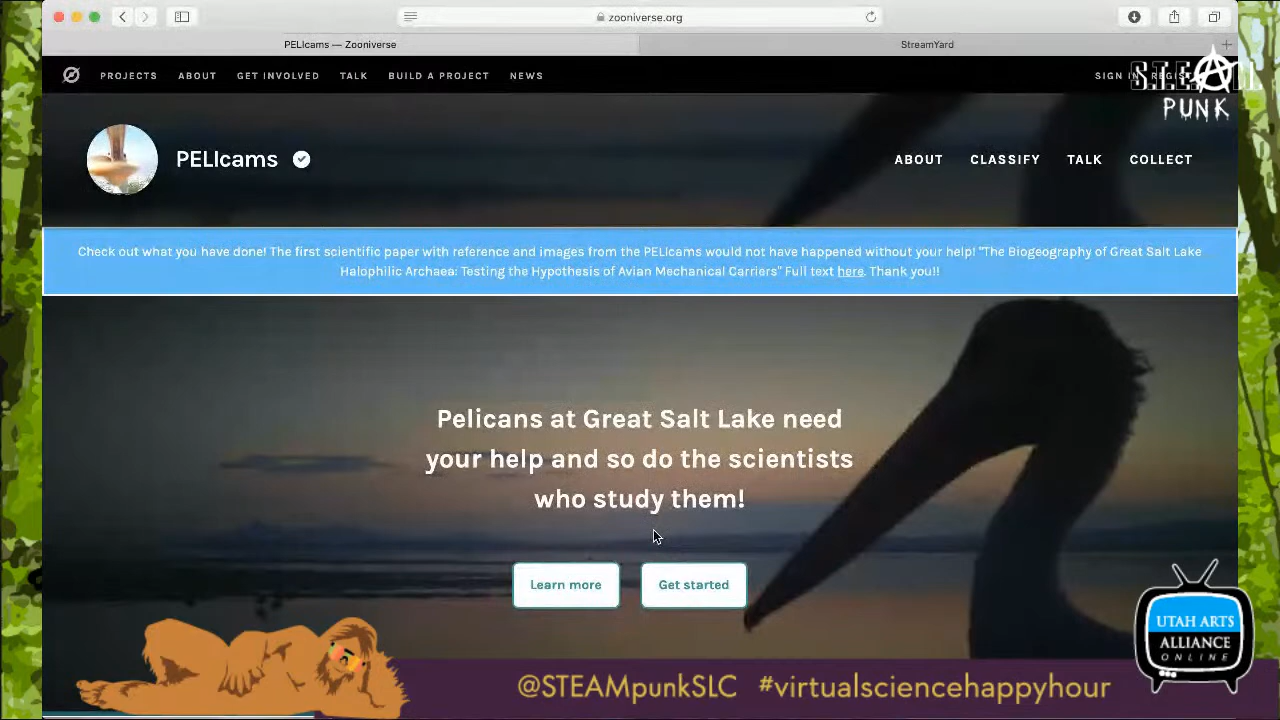 zooniverse.org
PELIcams — Zooniverse
StreamYard
PROJECTS ABOUT GET INVOLVED TALK BUILD A PROJECT NEWS
SIGN IN
S.T.E.A.M.
PUNK
PELIcams
ABOUT CLASSIFY TALK COLLECT
Check out what you have done! The first scientific paper with reference and images from the PELIcams would not have happened without your help! "The Biogeography of Great Salt Lake
Halophilic Archaea: Testing the Hypothesis of Avian Mechanical Carriers" Full text here. Thank you!!
Pelicans at Great Salt Lake need
your help and so do the scientists
who study them!
Learn more Get started
UTAH ARTS
ALLIANCE
ONLINE
@STEAMpunkSLC #virtualsciencehappyhour